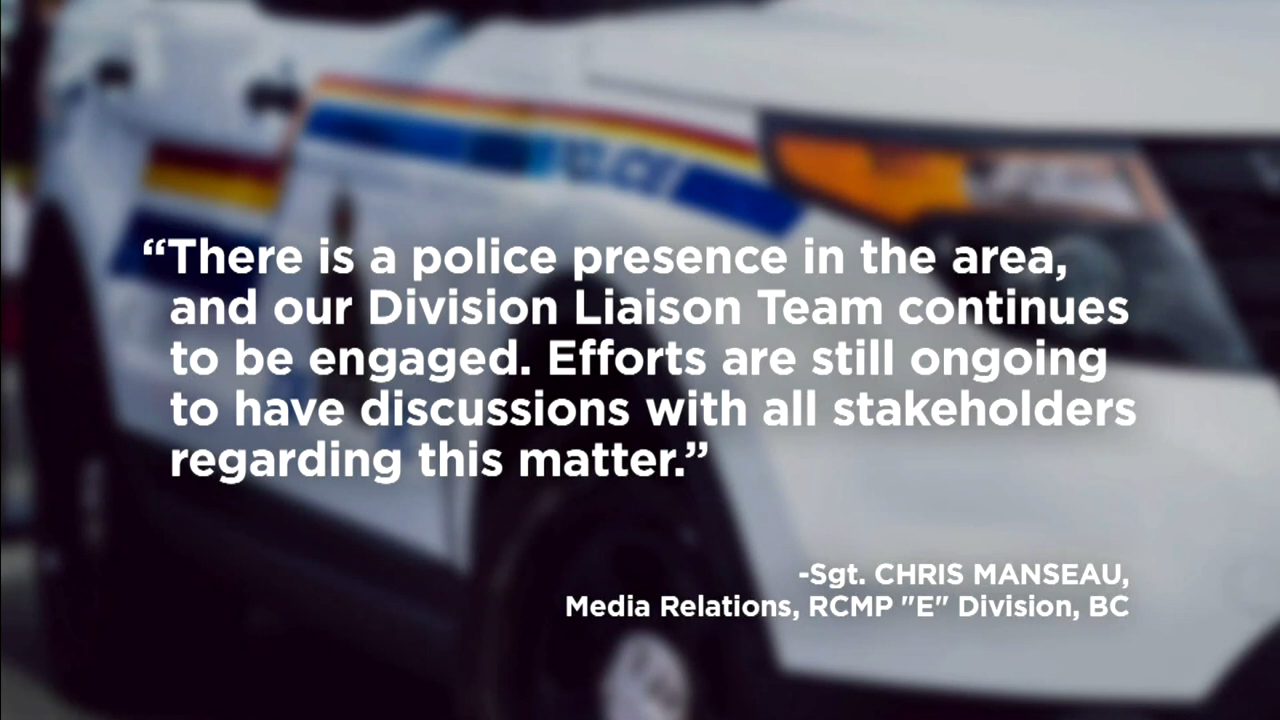 “There is a police presence in the area,
and our Division Liaison Team continues
to be engaged. Efforts are still ongoing
to have discussions with all stakeholders
regarding this matter.”
-Sgt. CHRIS MANSEAU,
Media Relations, RCMP "E" Division, BC